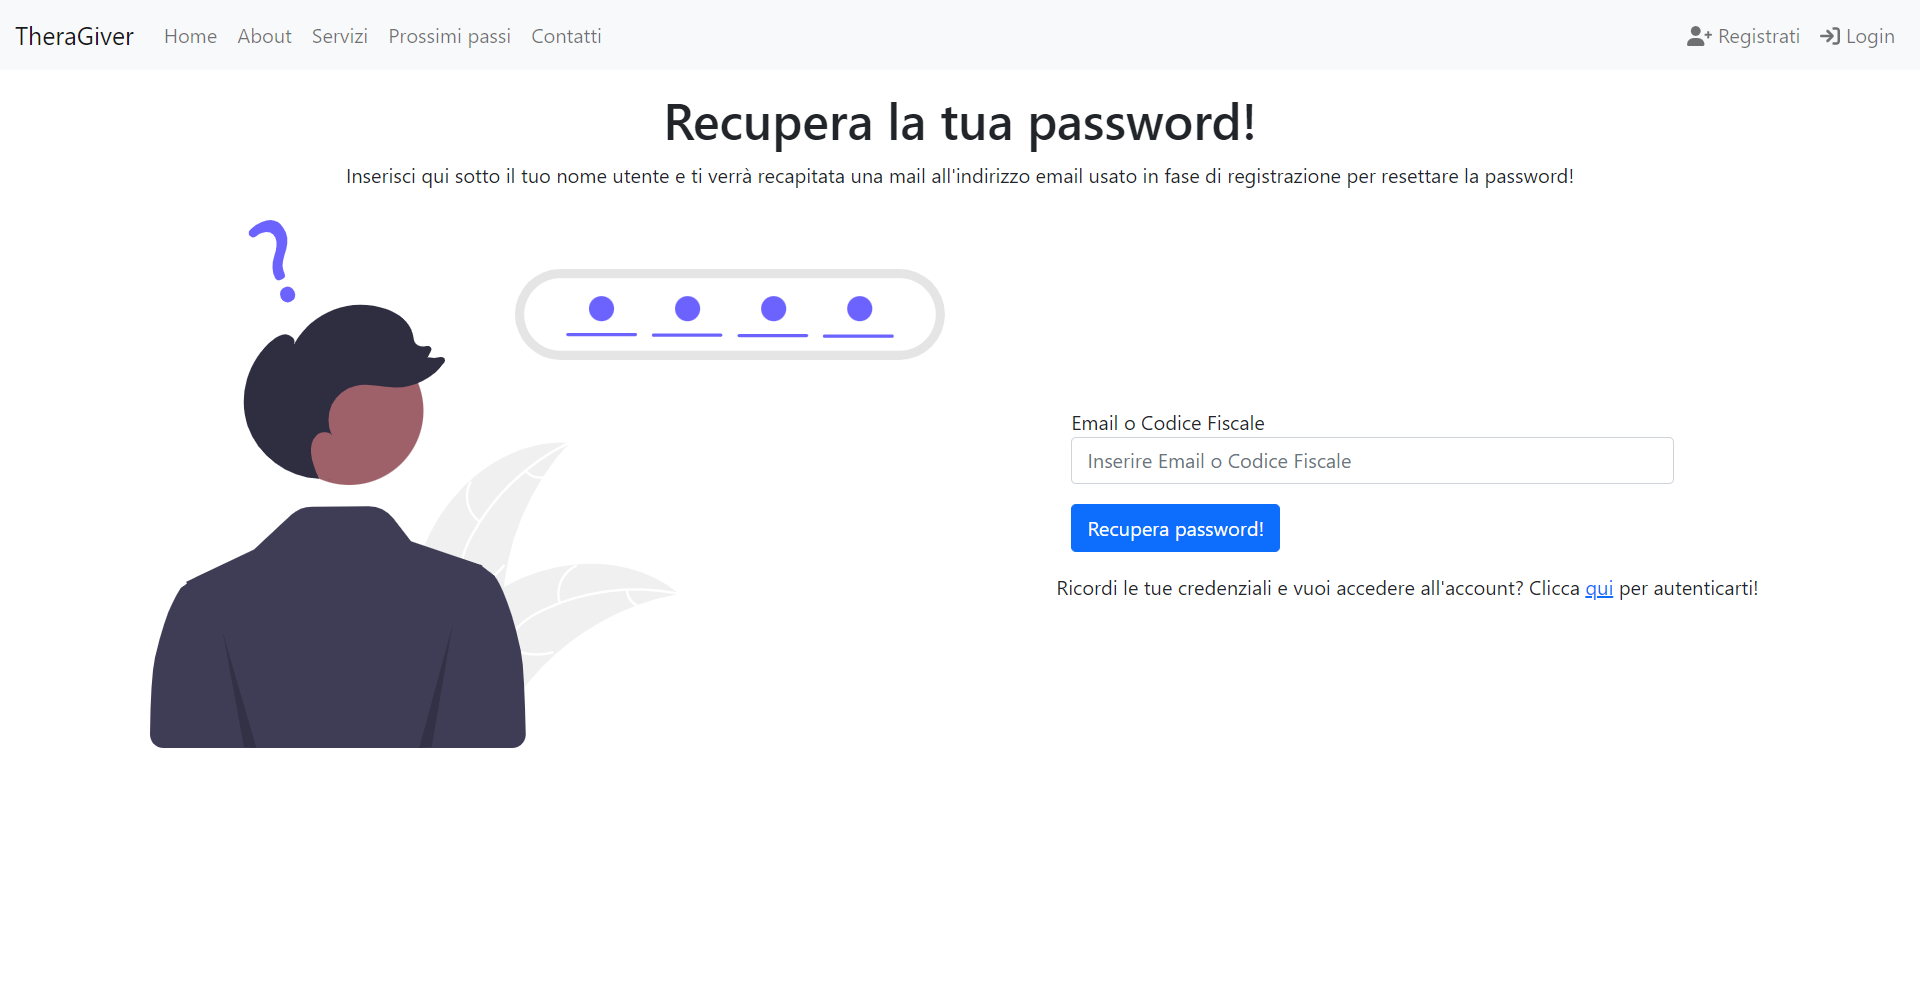 TheraGiver Home About Servizi Prossimi passi Contatti Registrati Login
Recupera la tua password!
Inserisci qui sotto il tuo nome utente e ti verrà recapitata una mail all'indirizzo email usato in fase di registrazione per resettare la password!
?
Email o Codice Fiscale
Inserire Email o Codice Fiscale
Recupera password!
Ricordi le tue credenziali e vuoi accedere all'account? Clicca qui per autenticarti!